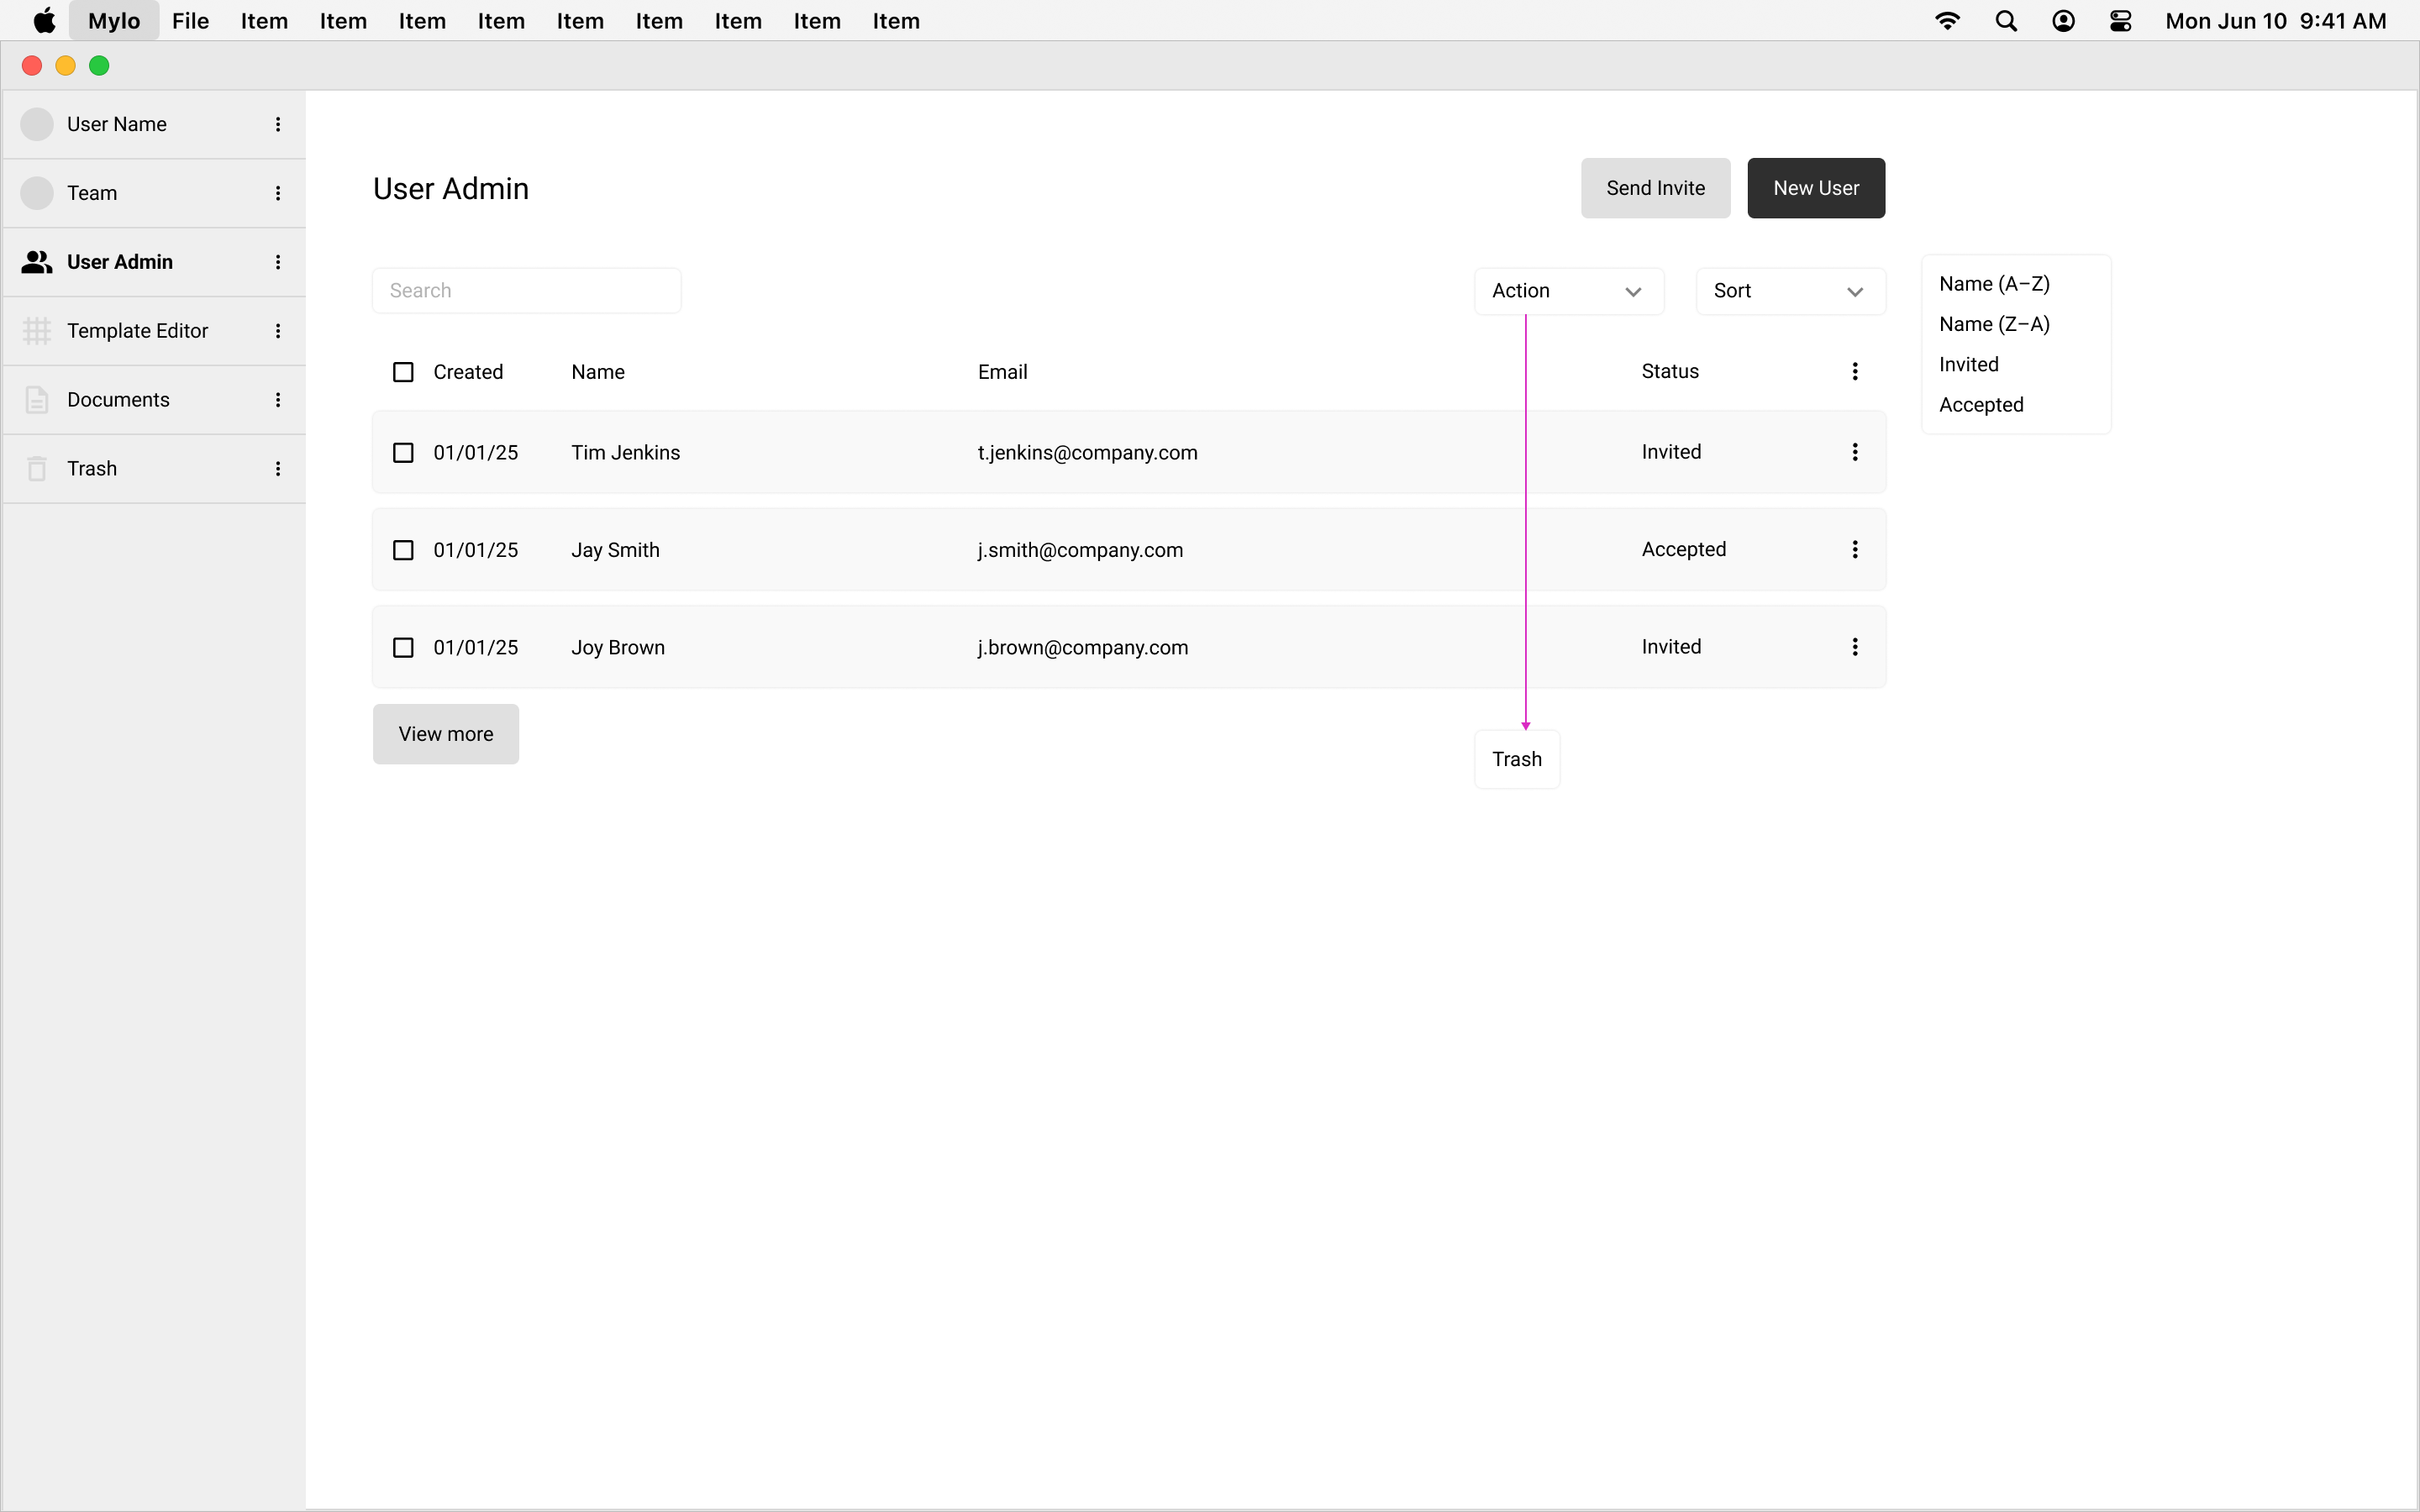 Mylo File Item Item Item Item Item Item Item Item Item Mon Jun 10 9:41 AM
User Name
Team
User Admin
Template Editor
Documents
Trash
User Admin
Send Invite
New User
Search
Action
Sort
Name (A–Z)
Name (Z–A)
Invited
Accepted
Created Name Email Status
01/01/25 Tim Jenkins t.jenkins@company.com Invited
01/01/25 Jay Smith j.smith@company.com Accepted
01/01/25 Joy Brown j.brown@company.com Invited
View more
Trash